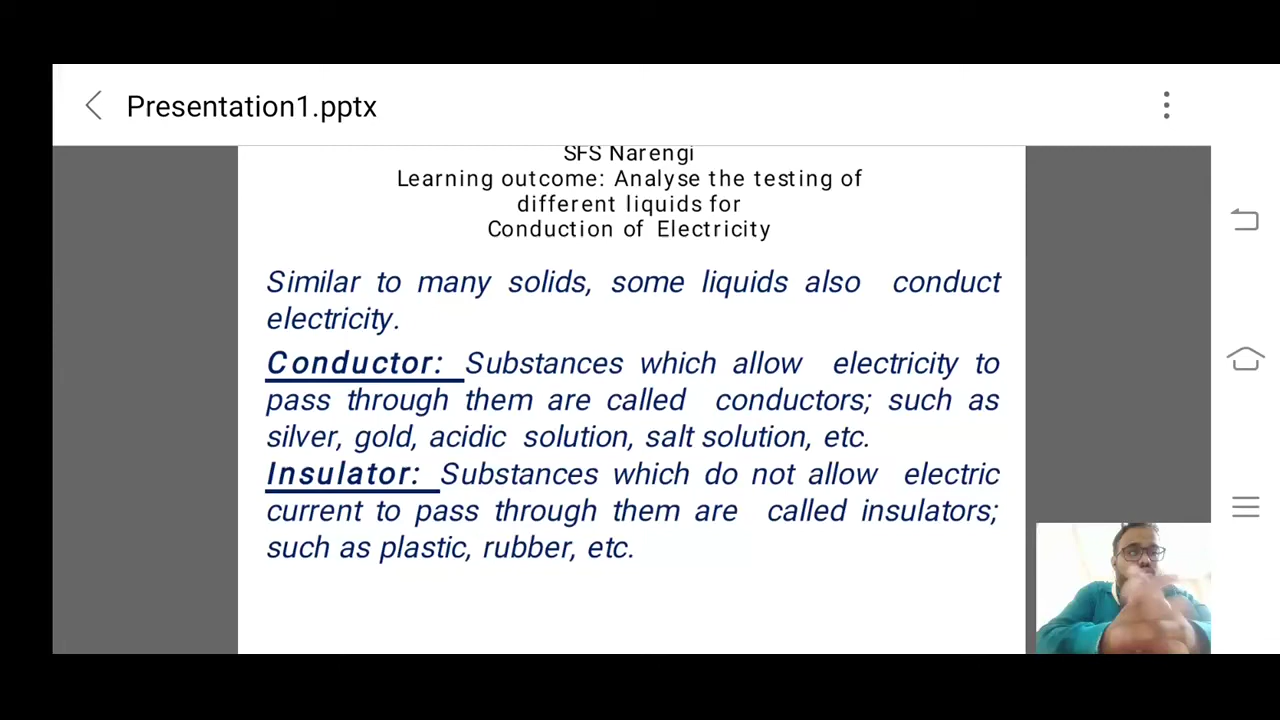 Presentation1.pptx
SFS Narengi
Learning outcome: Analyse the testing of
different liquids for
Conduction of Electricity
Similar to many solids, some liquids also conduct
electricity.
Conductor: Substances which allow electricity to
pass through them are called conductors; such as
silver, gold, acidic solution, salt solution, etc.
Insulator: Substances which do not allow electric
current to pass through them are called insulators;
such as plastic, rubber, etc.